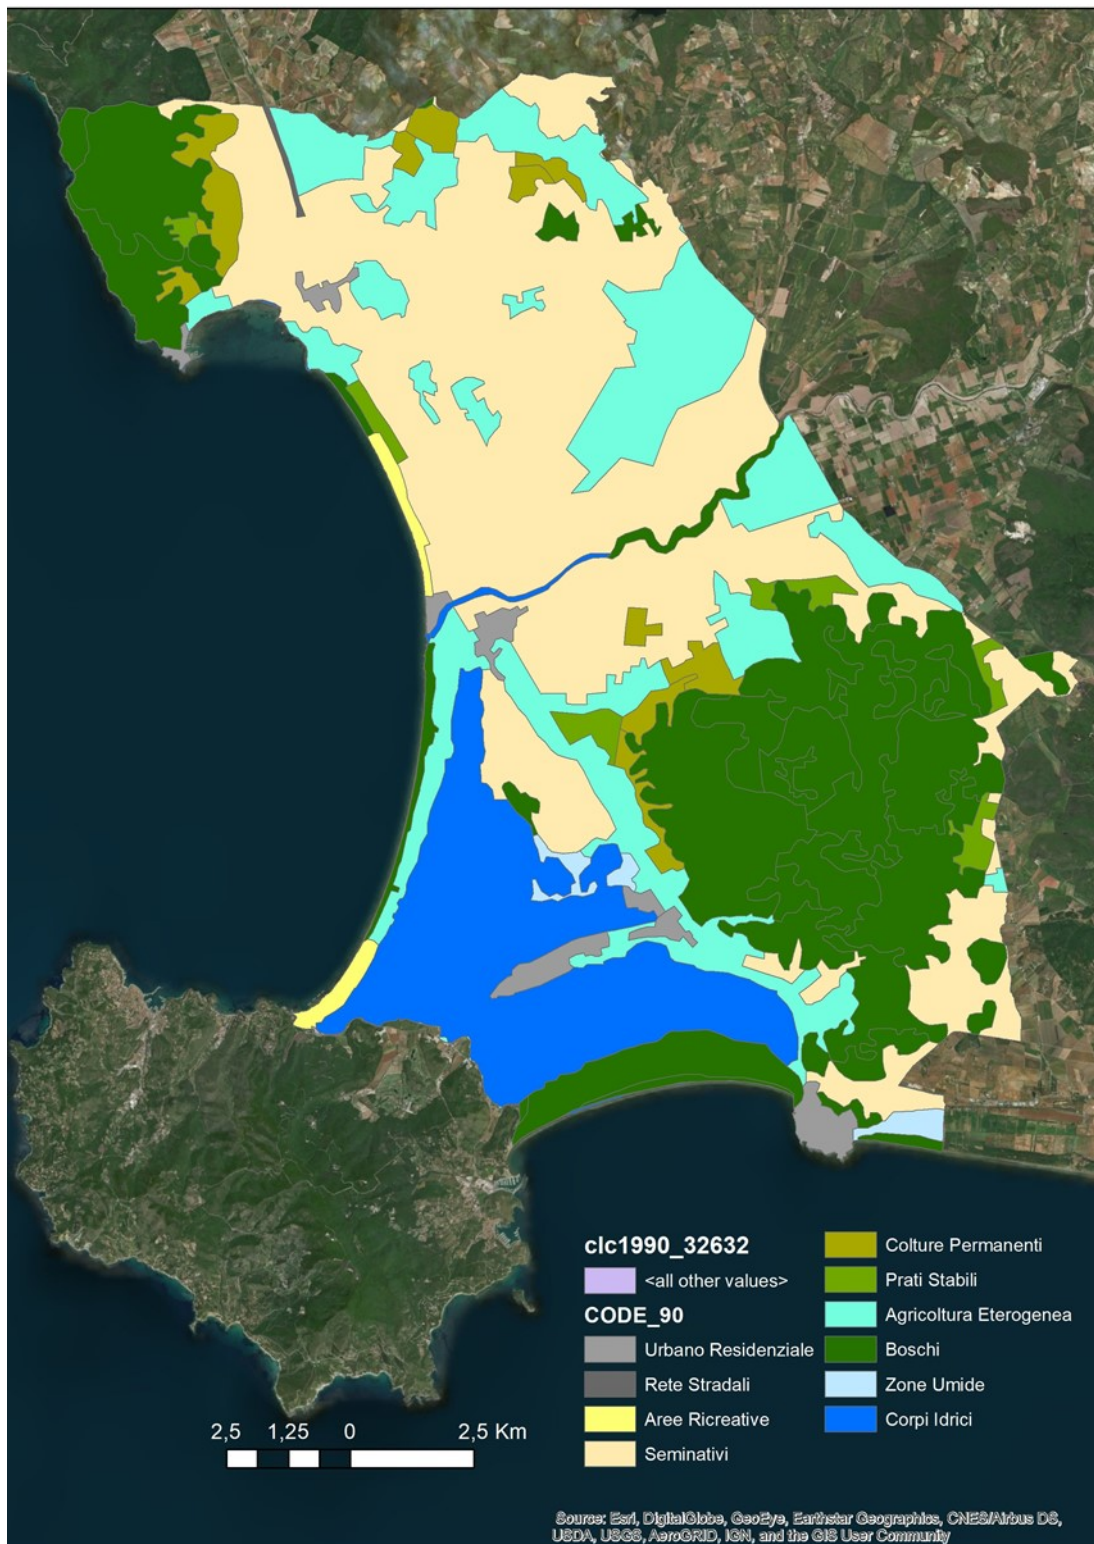 clc1990_32632
<all other values>
CODE_90
Urbano Residenziale
Rete Stradali
Aree Ricreative
Seminativi
Colture Permanenti
Prati Stabili
Agricoltura Eterogenea
Boschi
Zone Umide
Corpi Idrici
2,5 1,25 0 2,5 Km
Source: Esri, DigitalGlobe, GeoEye, Earthstar Geographics, CNES/Airbus DS,
USDA, USGS, AeroGRID, IGN, and the GIS User Community